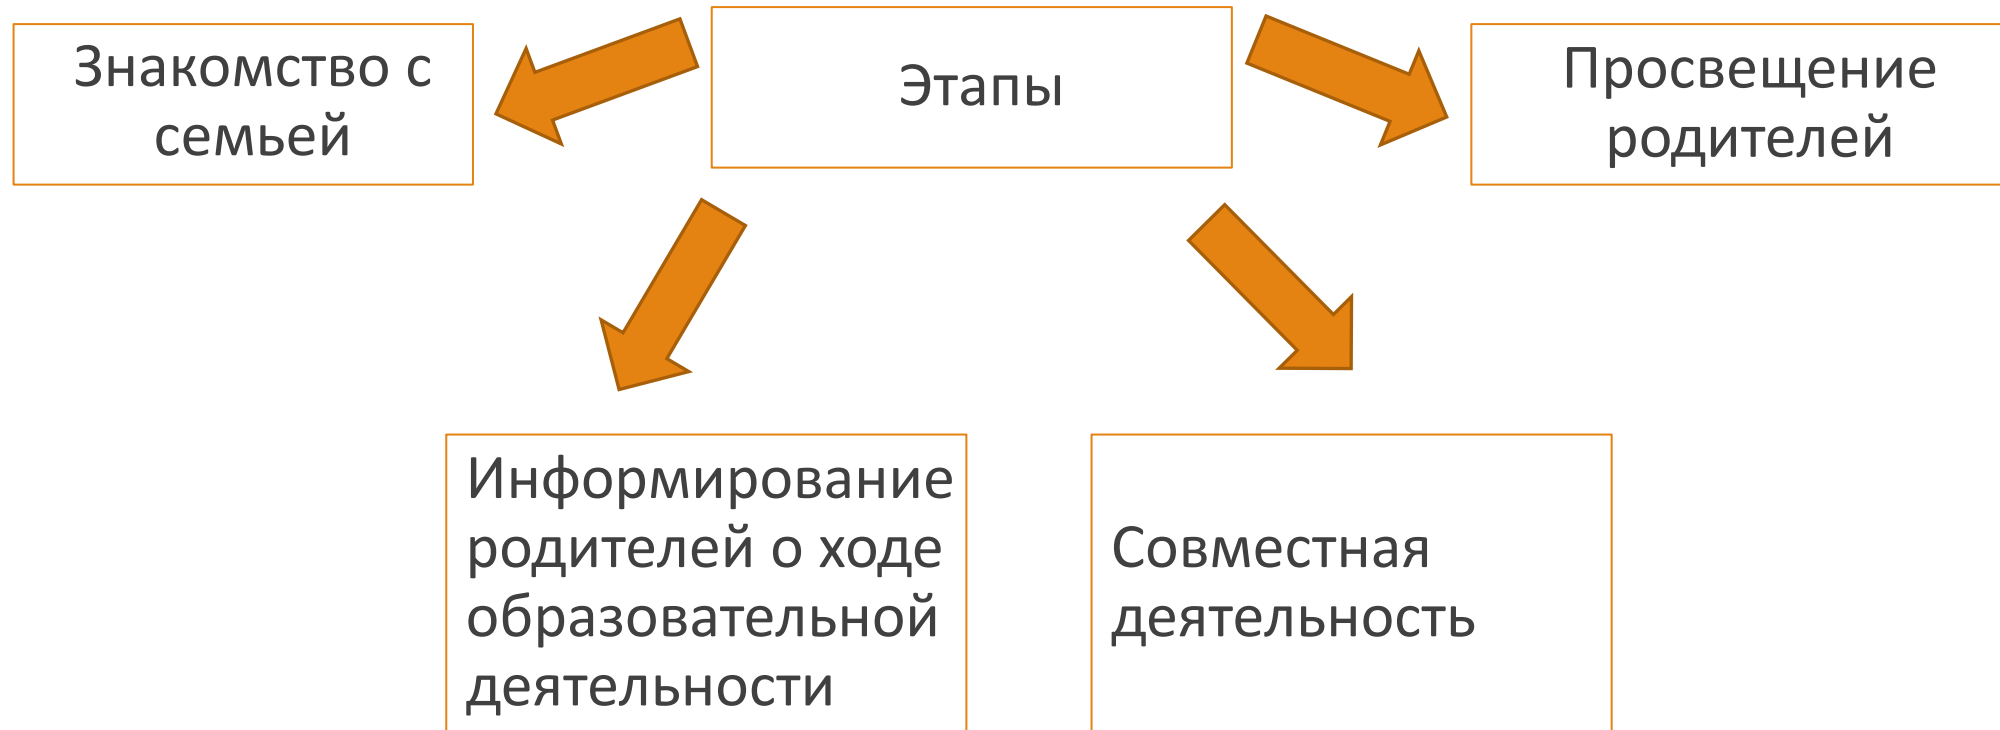 Знакомство с
семьей
Этапы
Просвещение
родителей
Информирование
родителей о ходе
образовательной
деятельности
Совместная
деятельность